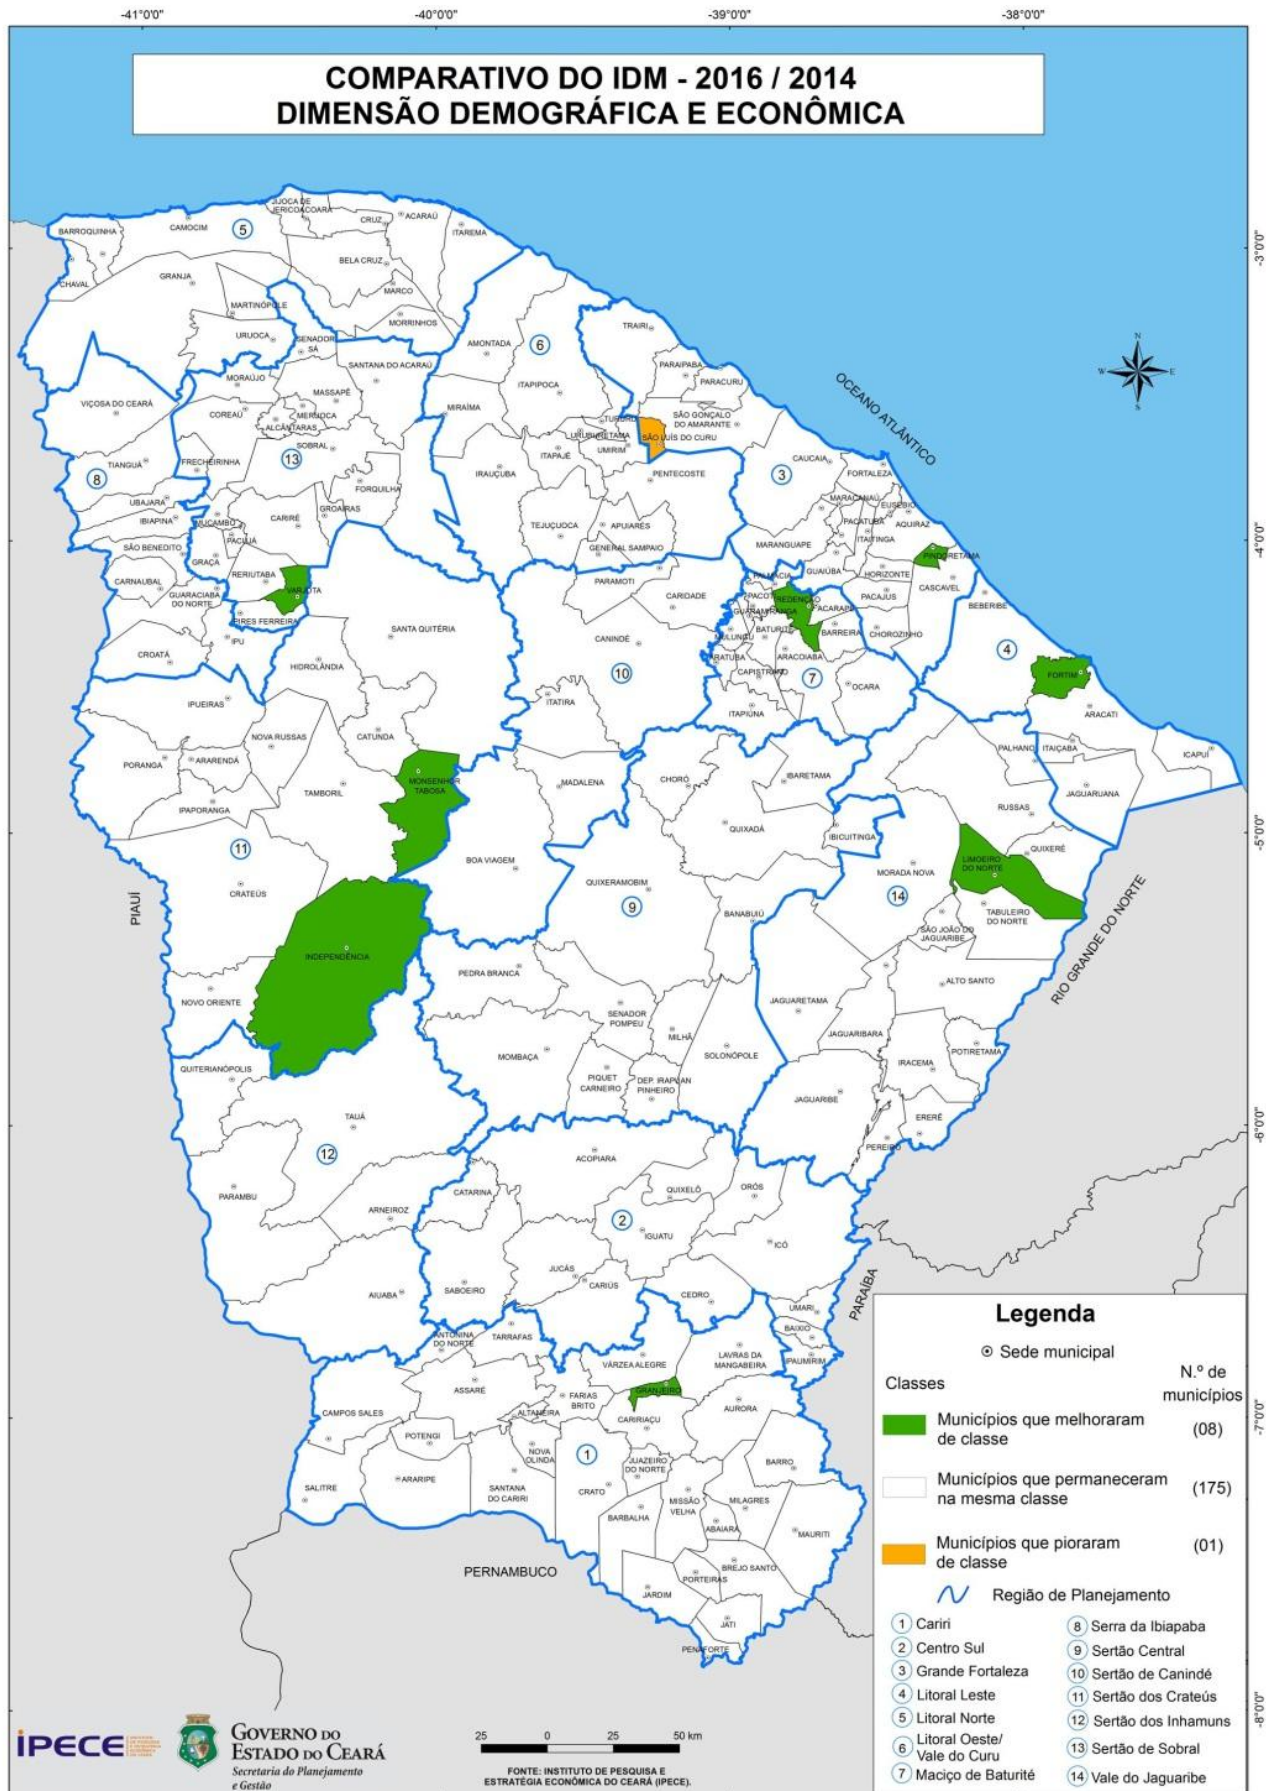 -41°0'0"
-40°0'0"
-39°0'0"
-38°0'0"
COMPARATIVO DO IDM - 2016 / 2014
DIMENSÃO DEMOGRÁFICA E ECONÔMICA
JIJOCA DE
JERICOACOARA
CRUZ
ACARAÚ
BARROQUINHA
CAMOCIM
5
ITAREMA
-3°0'0"
BELA CRUZ
CHAVAL
GRANJA
MARCO
MARTINÓPOLE
MORRINHOS
TRAIRI
URUOCA
SENADOR
SÁ
AMONTADA
6
N
W
E
S
SANTANA DO ACARAÚ
PARAIPABA
MORAÚJO
PARACURU
OCEANO ATLÂNTICO
MASSAPÊ
ITAPIPOCA
VIÇOSA DO CEARÁ
COREAÚ
MERUOCA
MIRAÍMA
SÃO GONÇALO
DO AMARANTE
ALCÂNTARAS
TURURU
URUBURETAMA
SÃO LUÍS DO CURU
SOBRAL
UMIRIM
13
ITAPAJÉ
TIANGUÁ
FRECHEIRINHA
IRAUÇUBA
CAUCAIA
FORTALEZA
8
PENTECOSTE
3
FORQUILHA
UBAJARA
MARACANAÚ
EUSÉBIO
IBIAPINA
MUCAMBO
CARIRÉ
GROAÍRAS
TEJUÇUOCA
APUIARÉS
PACATUBA
AQUIRAZ
PACUJÁ
ITAITINGA
SÃO BENEDITO
GENERAL SAMPAIO
MARANGUAPE
-4°0'0"
GRAÇA
PINDORETAMA
RERIUTABA
GUAIÚBA
HORIZONTE
CARNAUBAL
PARAMOTI
PALMÁCIA
CASCAVEL
GUARACIABA
DO NORTE
VARJOTA
CARIDADE
PACOTI
REDENÇÃO
PACAJUS
BEBERIBE
GUARAMIRANGA
ACARAPE
PIRES FERREIRA
SANTA QUITÉRIA
CANINDÉ
MULUNGU
BATURITÉ
BARREIRA
CHOROZINHO
IPU
4
CROATÁ
HIDROLÂNDIA
ARATUBA
ARACOIABA
10
CAPISTRANO
7
FORTIM
OCARA
IPUEIRAS
ITATIRA
ITAPIÚNA
ARACATI
NOVA RUSSAS
CATUNDA
PALHANO
ITAIÇABA
ICAPUÍ
PORANGA
ARARENDÁ
MONSENHOR
TABOSA
MADALENA
CHORÓ
IBARETAMA
JAGUARUANA
TAMBORIL
IPAPORANGA
RUSSAS
QUIXADÁ
IBICUITINGA
-5°0'0"
11
BOA VIAGEM
QUIXERÉ
LIMOEIRO
DO NORTE
MORADA NOVA
CRATEÚS
QUIXERAMOBIM
PIAUÍ
9
14
BANABUIÚ
TABULEIRO
DO NORTE
RIO GRANDE DO NORTE
SÃO JOÃO DO
JAGUARIBE
INDEPENDÊNCIA
PEDRA BRANCA
ALTO SANTO
NOVO ORIENTE
JAGUARETAMA
SENADOR
POMPEU
MILHÃ
JAGUARIBARA
MOMBAÇA
SOLONÓPOLE
POTIRETAMA
IRACEMA
QUITERIANÓPOLIS
PIQUET
CARNEIRO
DEP. IRAPUAN
PINHEIRO
JAGUARIBE
TAUÁ
ERERÊ
-6°0'0"
PEREIRO
12
ACOPIARA
PARAMBU
CATARINA
QUIXELÔ
ORÓS
ARNEIROZ
2
IGUATU
ICÓ
JUCÁS
CARIÚS
SABOEIRO
AIUABA
CEDRO
UMARI
PARAÍBA
BAIXIO
ANTONINA
DO NORTE
TARRAFAS
IPAUMIRIM
VÁRZEA ALEGRE
LAVRAS DA
MANGABEIRA
ASSARÉ
GRANJEIRO
FARIAS
BRITO
AURORA
CAMPOS SALES
ALTANEIRA
CARIRIAÇU
-7°0'0"
POTENGI
NOVA
OLINDA
1
JUAZEIRO
DO NORTE
BARRO
SALITRE
ARARIPE
SANTANA
DO CARIRI
CRATO
MISSÃO
VELHA
MILAGRES
BARBALHA
ABAIARA
MAURITI
BREJO SANTO
PERNAMBUCO
PORTEIRAS
JARDIM
JATI
PENAFORTE
-8°0'0"
Legenda
Sede municipal
Classes
N.º de
municípios
Municípios que melhoraram
de classe
(08)
Municípios que permaneceram
na mesma classe
(175)
Municípios que pioraram
de classe
(01)
Região de Planejamento
1 Cariri
2 Centro Sul
3 Grande Fortaleza
4 Litoral Leste
5 Litoral Norte
6 Litoral Oeste/
Vale do Curu
7 Maciço de Baturité
8 Serra da Ibiapaba
9 Sertão Central
10 Sertão de Canindé
11 Sertão dos Crateús
12 Sertão dos Inhamuns
13 Sertão de Sobral
14 Vale do Jaguaribe
İPECE
GOVERNO DO
ESTADO DO CEARÁ
Secretaria do Planejamento
e Gestão
25 0 25 50 km
FONTE: INSTITUTO DE PESQUISA E
ESTRATÉGIA ECONÔMICA DO CEARÁ (IPECE).